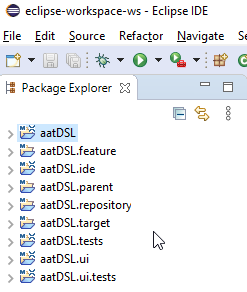 eclipse-workspace-ws - Eclipse IDE
File Edit Source Refactor Navigate Se
Package Explorer
aatDSL
aatDSL.feature
aatDSL.ide
aatDSL.parent
aatDSL.repository
aatDSL.target
aatDSL.tests
aatDSL.ui
aatDSL.ui.tests